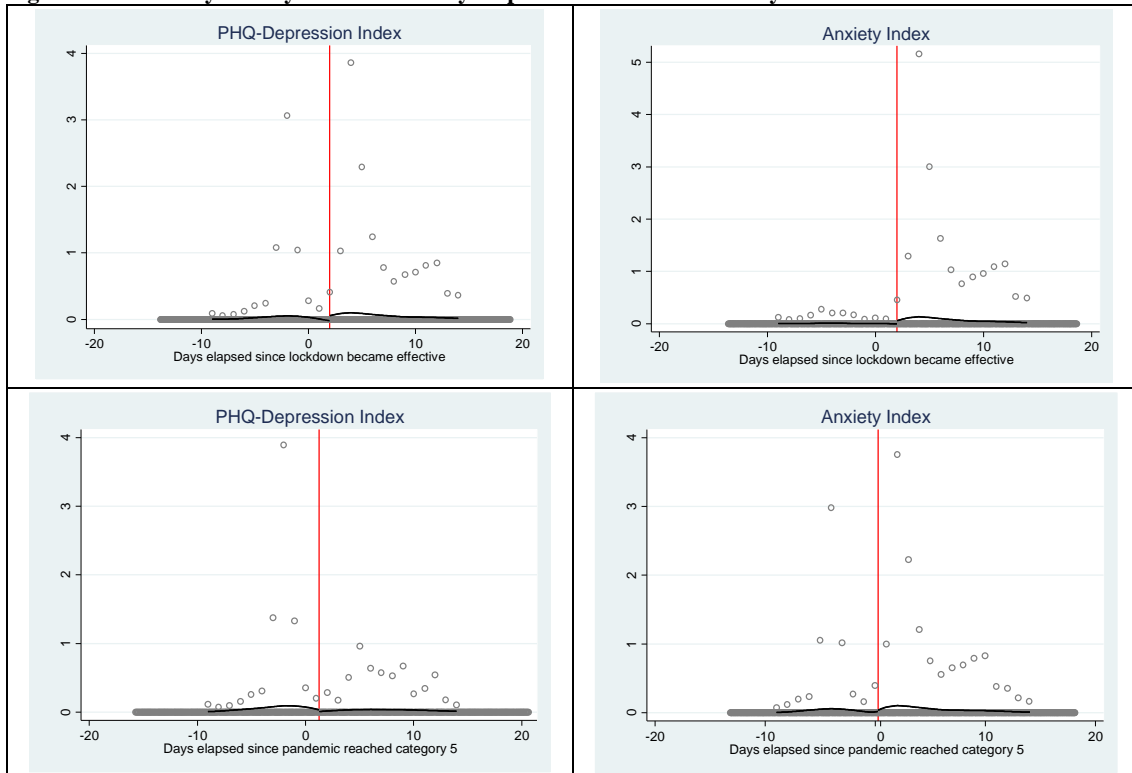 PHQ-Depression Index
4
3
2
1
0
-20 -10 0 10 20
Days elapsed since lockdown became effective
Anxiety Index
5
4
3
2
1
0
-20 -10 0 10 20
Days elapsed since lockdown became effective
PHQ-Depression Index
4
3
2
1
0
-20 -10 0 10 20
Days elapsed since pandemic reached category 5
Anxiety Index
4
3
2
1
0
-20 -10 0 10 20
Days elapsed since pandemic reached category 5